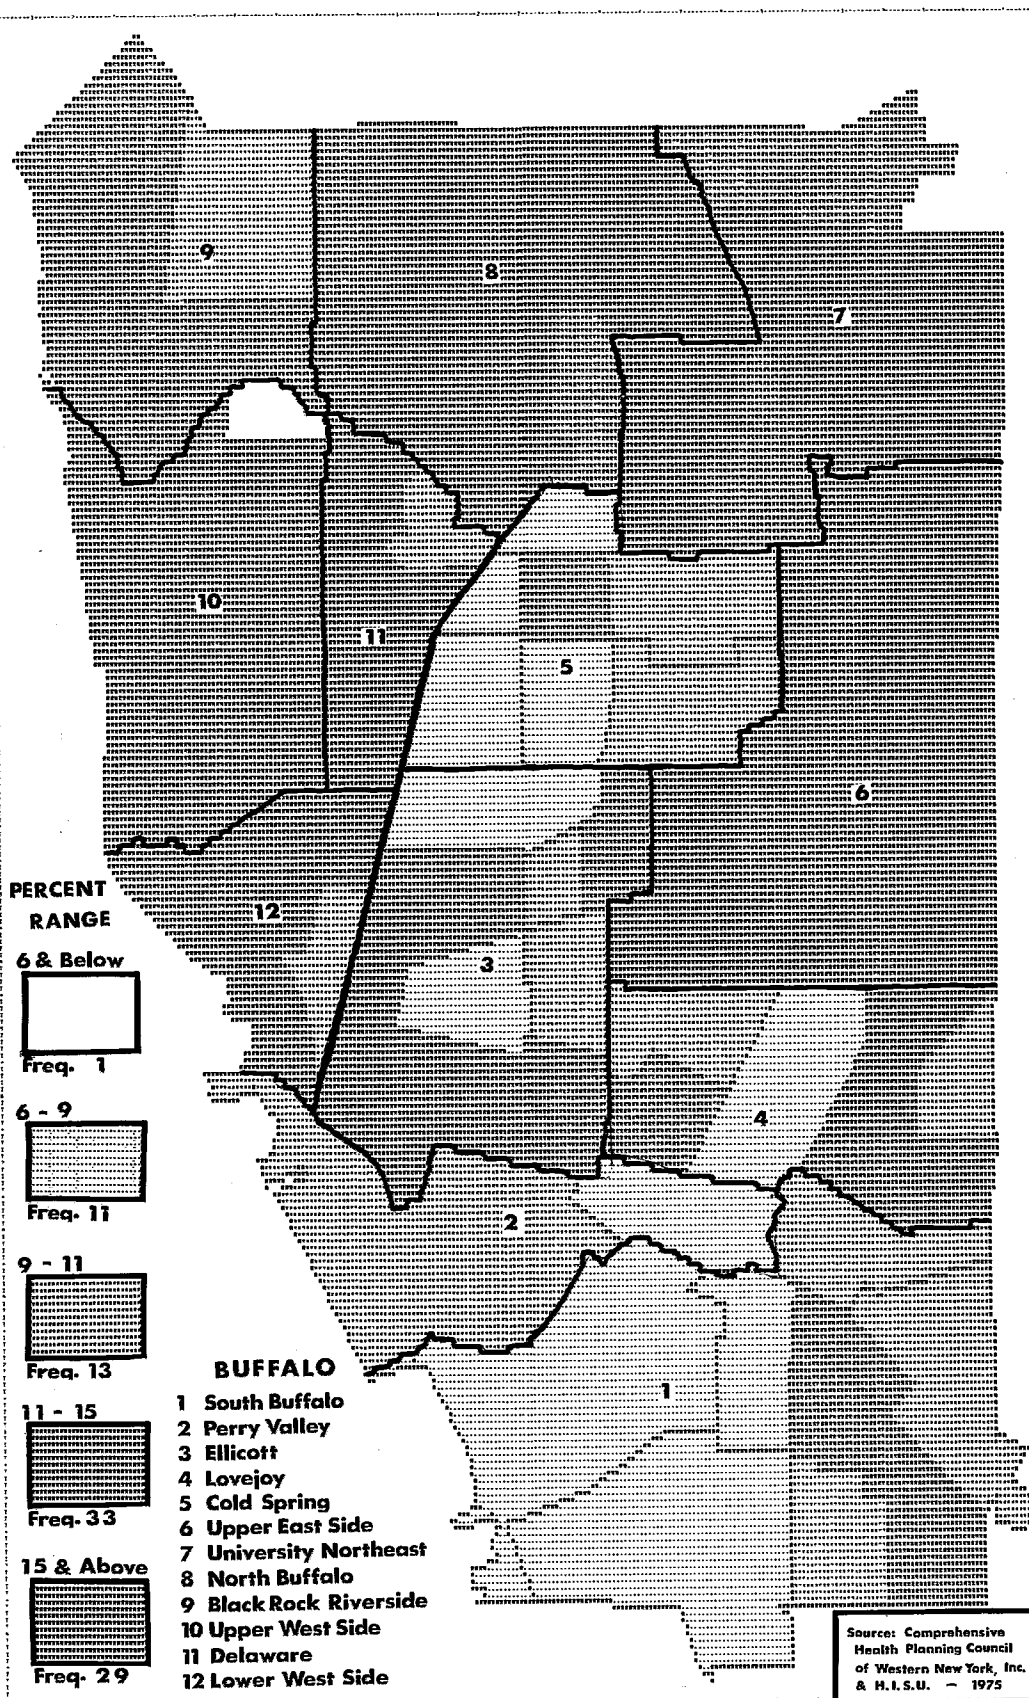 9
8
7
10
11
5
6
12
3
4
2
1
PERCENT
RANGE
6 & Below
Freq. 1
6 - 9
Freq. 11
9 - 11
Freq. 13
11 - 15
Freq. 33
15 & Above
Freq. 29
BUFFALO
1 South Buffalo
2 Perry Valley
3 Ellicott
4 Lovejoy
5 Cold Spring
6 Upper East Side
7 University Northeast
8 North Buffalo
9 Black Rock Riverside
10 Upper West Side
11 Delaware
12 Lower West Side
Source: Comprehensive
Health Planning Council
of Western New York, Inc.
& H.I.S.U. - 1975